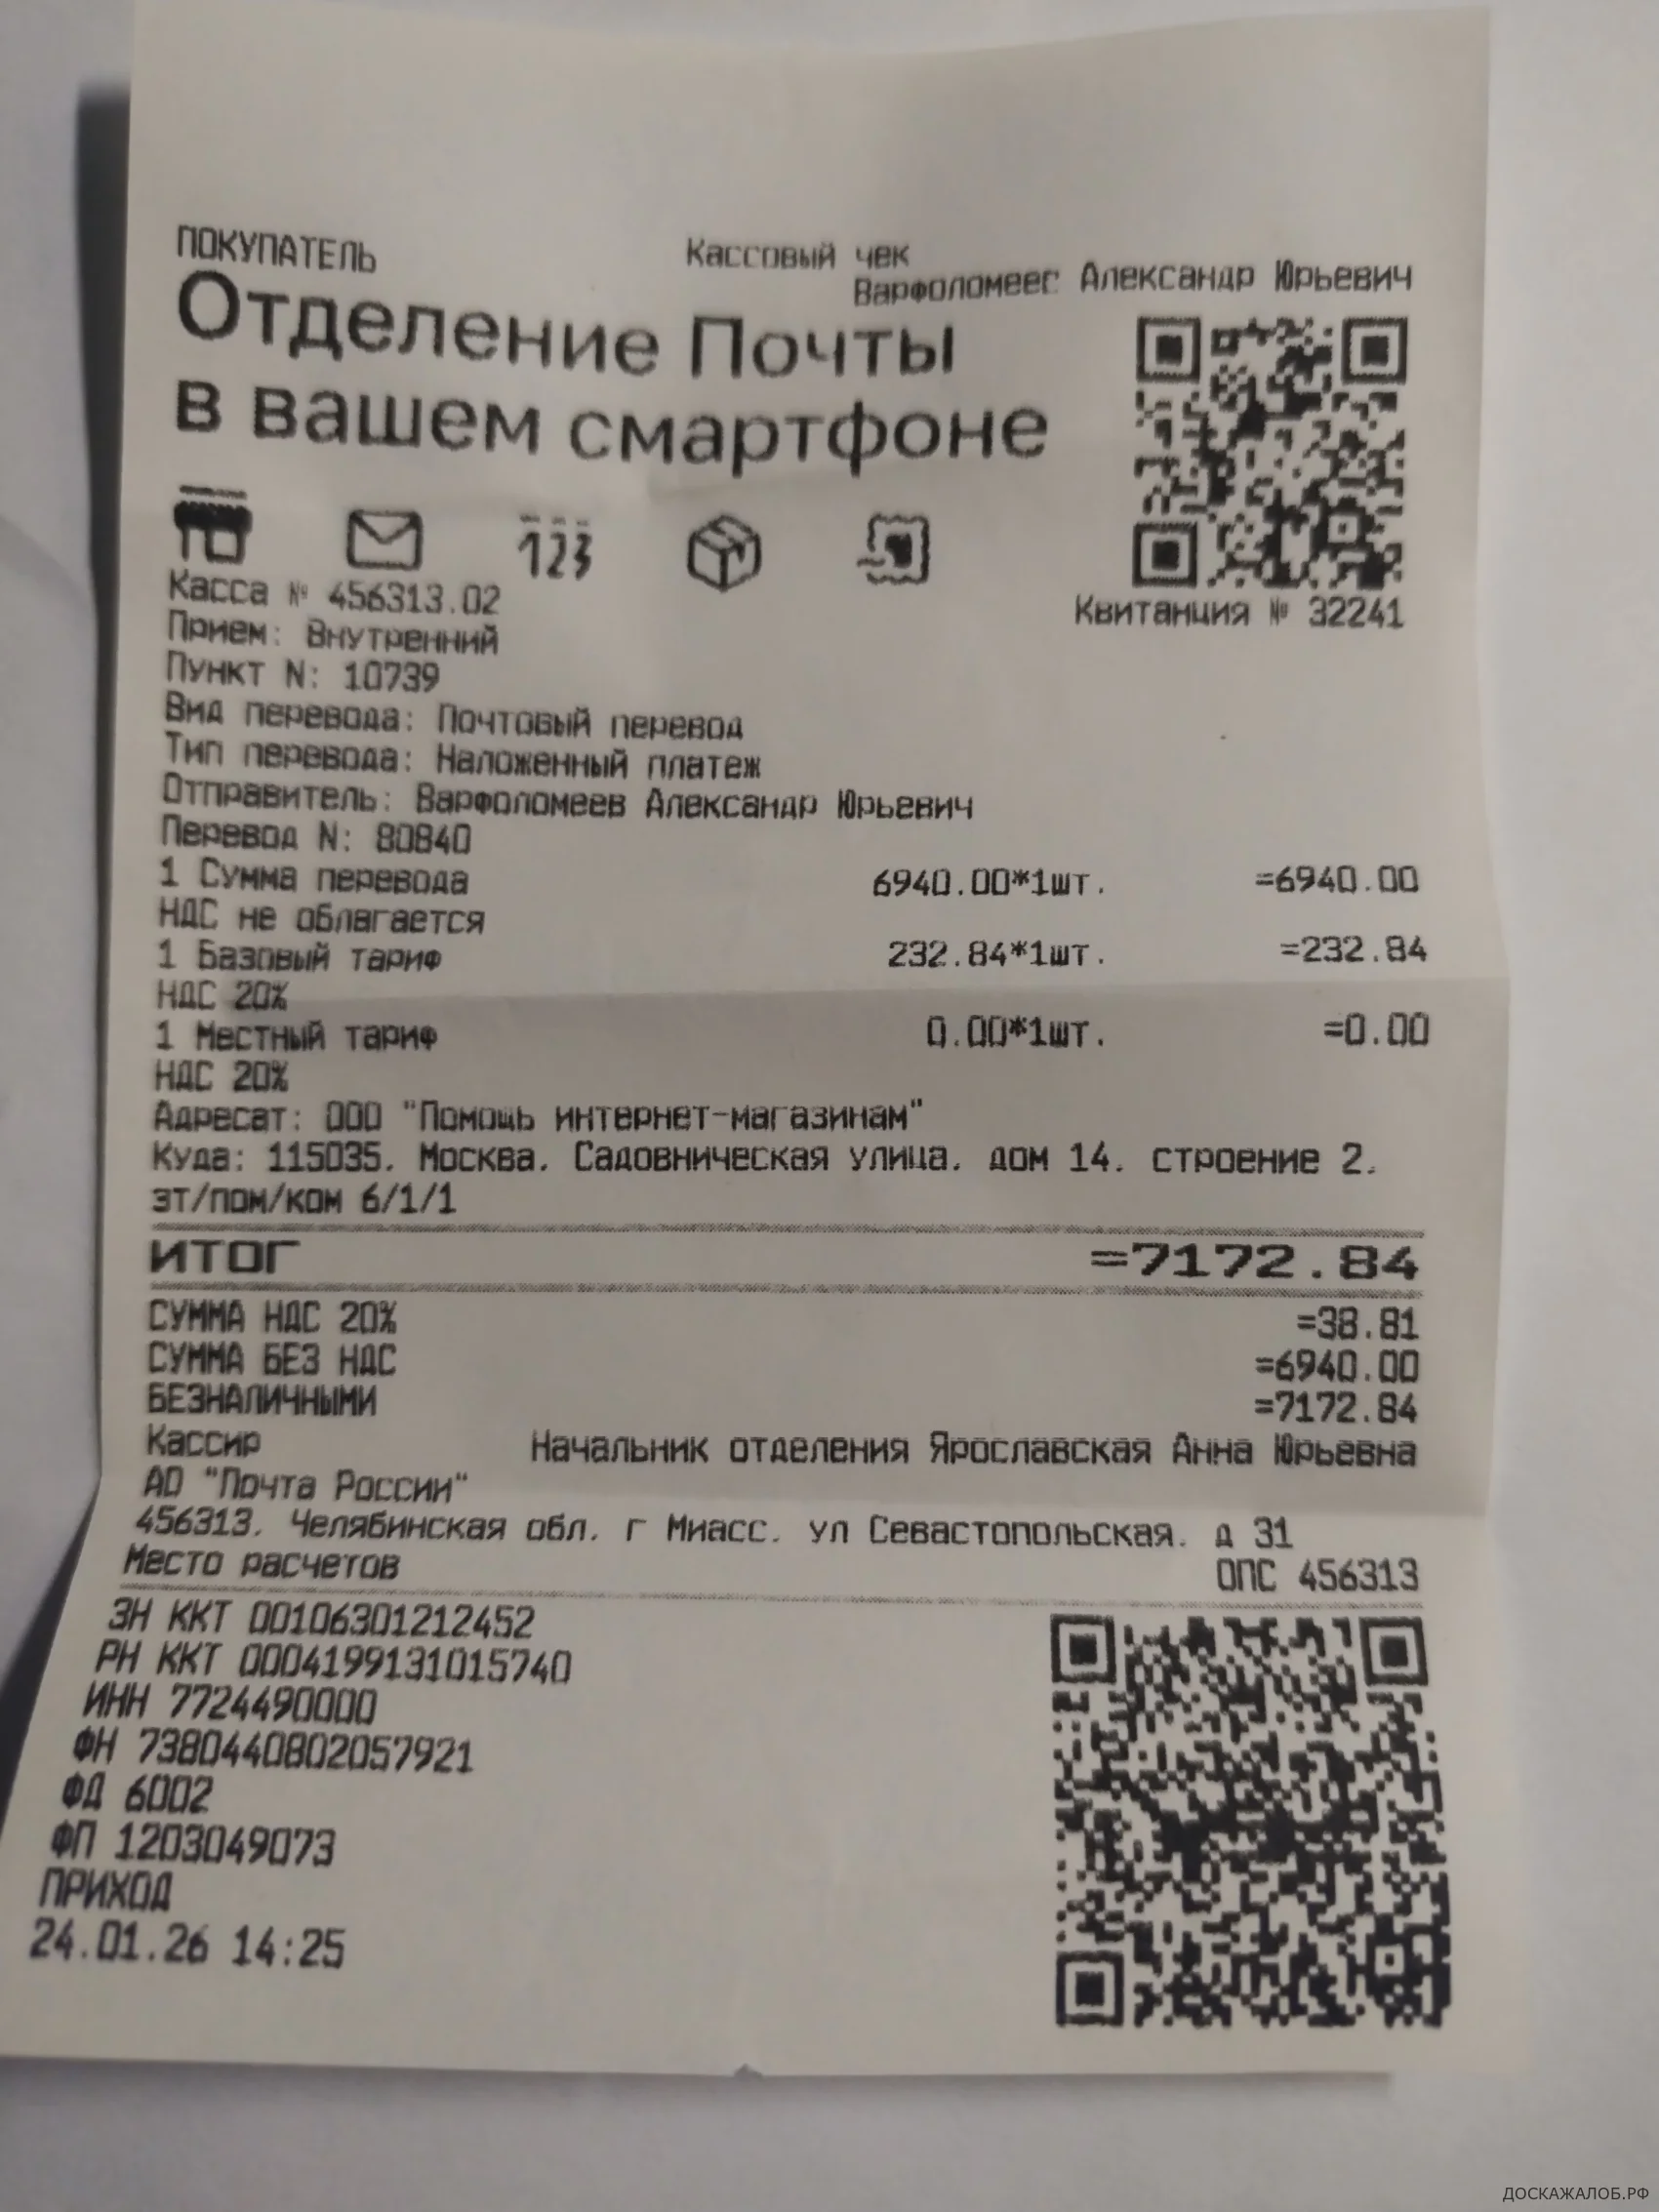 ПОКУПАТЕЛЬ Кассовый чек
Варфоломеес Александр Юрьевич
Отделение Почты
в вашем смартфоне
123
Касса № 456313.02
Квитанция № 32241
Прием: Внутренний
Пункт N: 10739
Вид перевода: Почтовый перевод
Тип перевода: Наложенный платеж
Отправитель: Варфоломеев Александр Юрьевич
Перевод N: 80840
1 Сумма перевода 6940.00*1шт. =6940.00
НДС не облагается
1 Базовый тариф 232.84*1шт. =232.84
НДС 20%
1 Местный тариф 0.00*1шт. =0.00
НДС 20%
Адресат: ООО "Помощь интернет-магазинам"
Куда: 115035, Москва, Садовническая улица, дом 14, строение 2,
эт/пом/ком 6/1/1
ИТОГ =7172.84
СУММА НДС 20% =38.81
СУММА БЕЗ НДС =6940.00
БЕЗНАЛИЧНЫМИ =7172.84
Кассир Начальник отделения Ярославская Анна Юрьевна
АО "Почта России"
456313, Челябинская обл, г Миасс, ул Севастопольская, д 31
Место расчетов ОПС 456313
ЗН ККТ 00106301212452
РН ККТ 0004199131015740
ИНН 7724490000
ФН 7380440802057921
ФД 6002
ФП 1203049073
ПРИХОД
24.01.26 14:25
ДОСКАЖАЛОБ.РФ